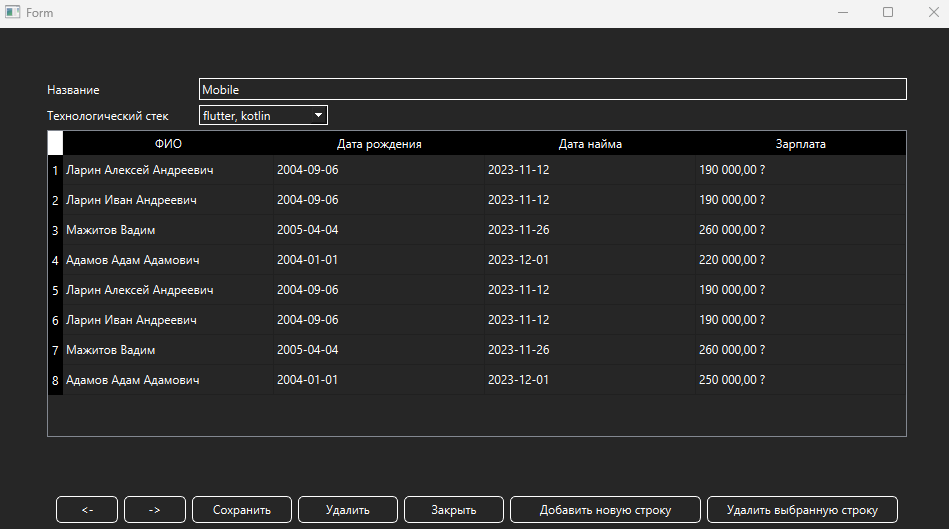 Form
Название Mobile
Технологический стек flutter, kotlin
ФИО Дата рождения Дата найма Зарплата
1 Ларин Алексей Андреевич 2004-09-06 2023-11-12 190 000,00 ?
2 Ларин Иван Андреевич 2004-09-06 2023-11-12 190 000,00 ?
3 Мажитов Вадим 2005-04-04 2023-11-26 260 000,00 ?
4 Адамов Адам Адамович 2004-01-01 2023-12-01 220 000,00 ?
5 Ларин Алексей Андреевич 2004-09-06 2023-11-12 190 000,00 ?
6 Ларин Иван Андреевич 2004-09-06 2023-11-12 190 000,00 ?
7 Мажитов Вадим 2005-04-04 2023-11-26 260 000,00 ?
8 Адамов Адам Адамович 2004-01-01 2023-12-01 250 000,00 ?
<- -> Сохранить Удалить Закрыть Добавить новую строку Удалить выбранную строку